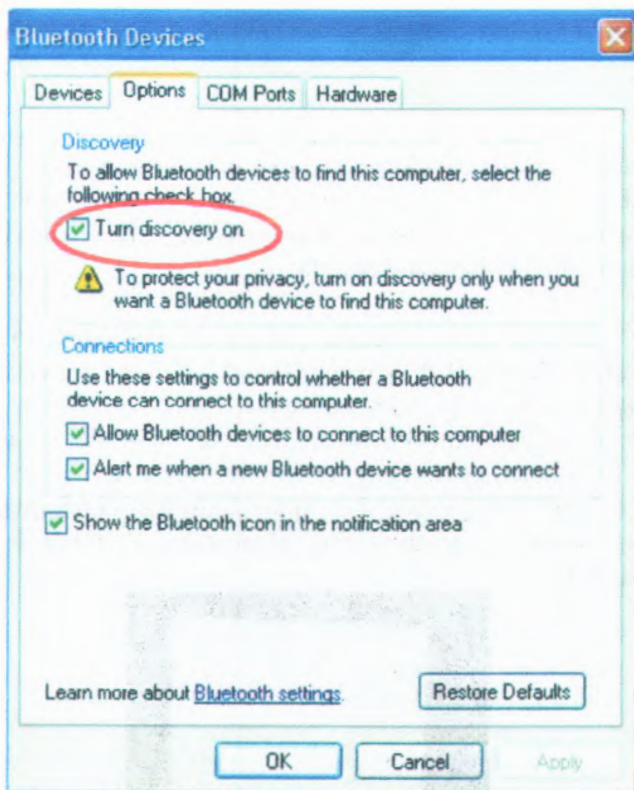 Bluetooth Devices
Devices Options COM Ports Hardware
Discovery
To allow Bluetooth devices to find this computer, select the
following check box.
Turn discovery on
To protect your privacy, turn on discovery only when you
want a Bluetooth device to find this computer.
Connections
Use these settings to control whether a Bluetooth
device can connect to this computer.
Allow Bluetooth devices to connect to this computer
Alert me when a new Bluetooth device wants to connect
Show the Bluetooth icon in the notification area
Learn more about Bluetooth settings. Restore Defaults
OK Cancel Apply